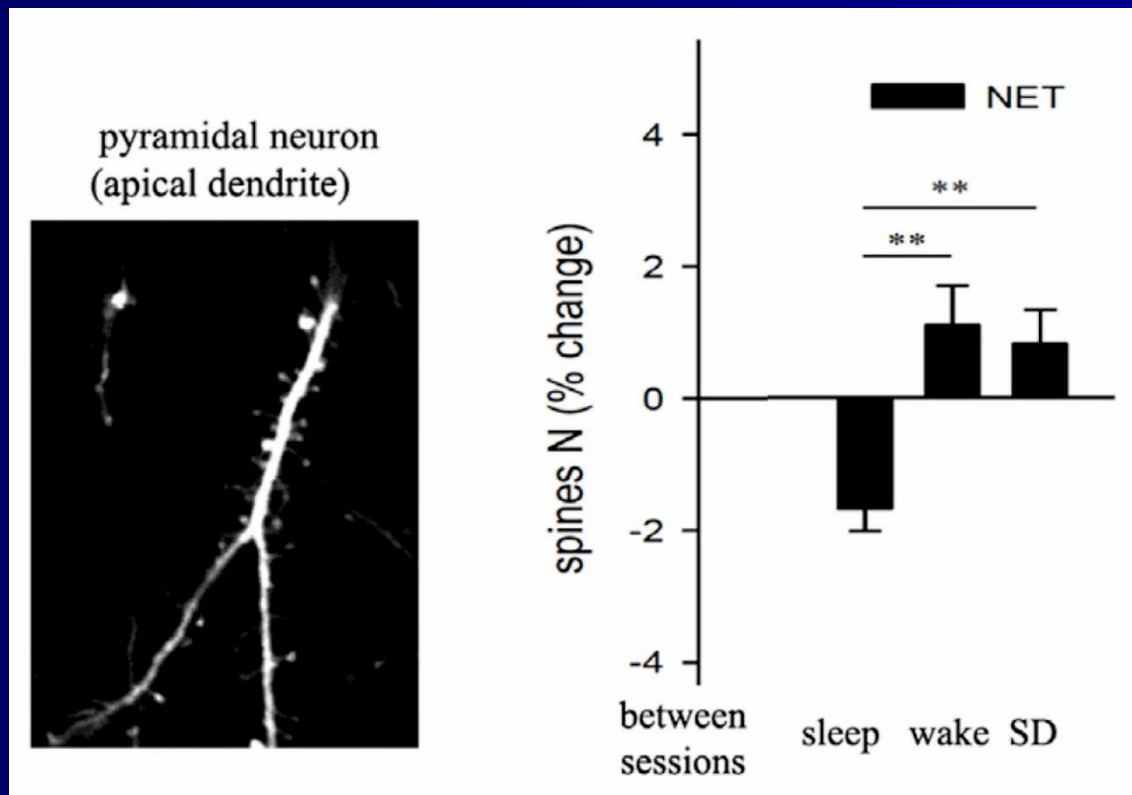 pyramidal neuron
(apical dendrite)
NET
**
**
spines N (% change)
4
2
0
-2
-4
between
sessions
sleep
wake
SD